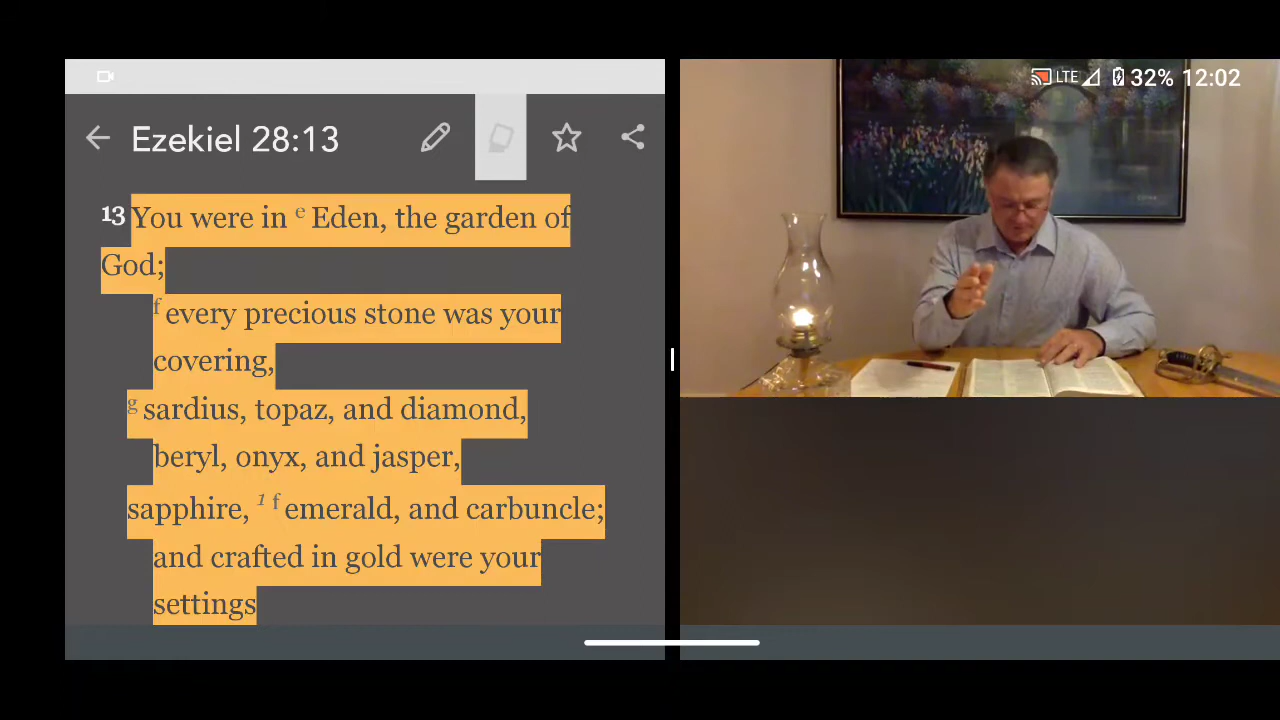 LTE 32% 12:02
Ezekiel 28:13
13 You were in e Eden, the garden of
God;
f every precious stone was your
covering,
g sardius, topaz, and diamond,
beryl, onyx, and jasper,
sapphire, 1 f emerald, and carbuncle;
and crafted in gold were your
settings